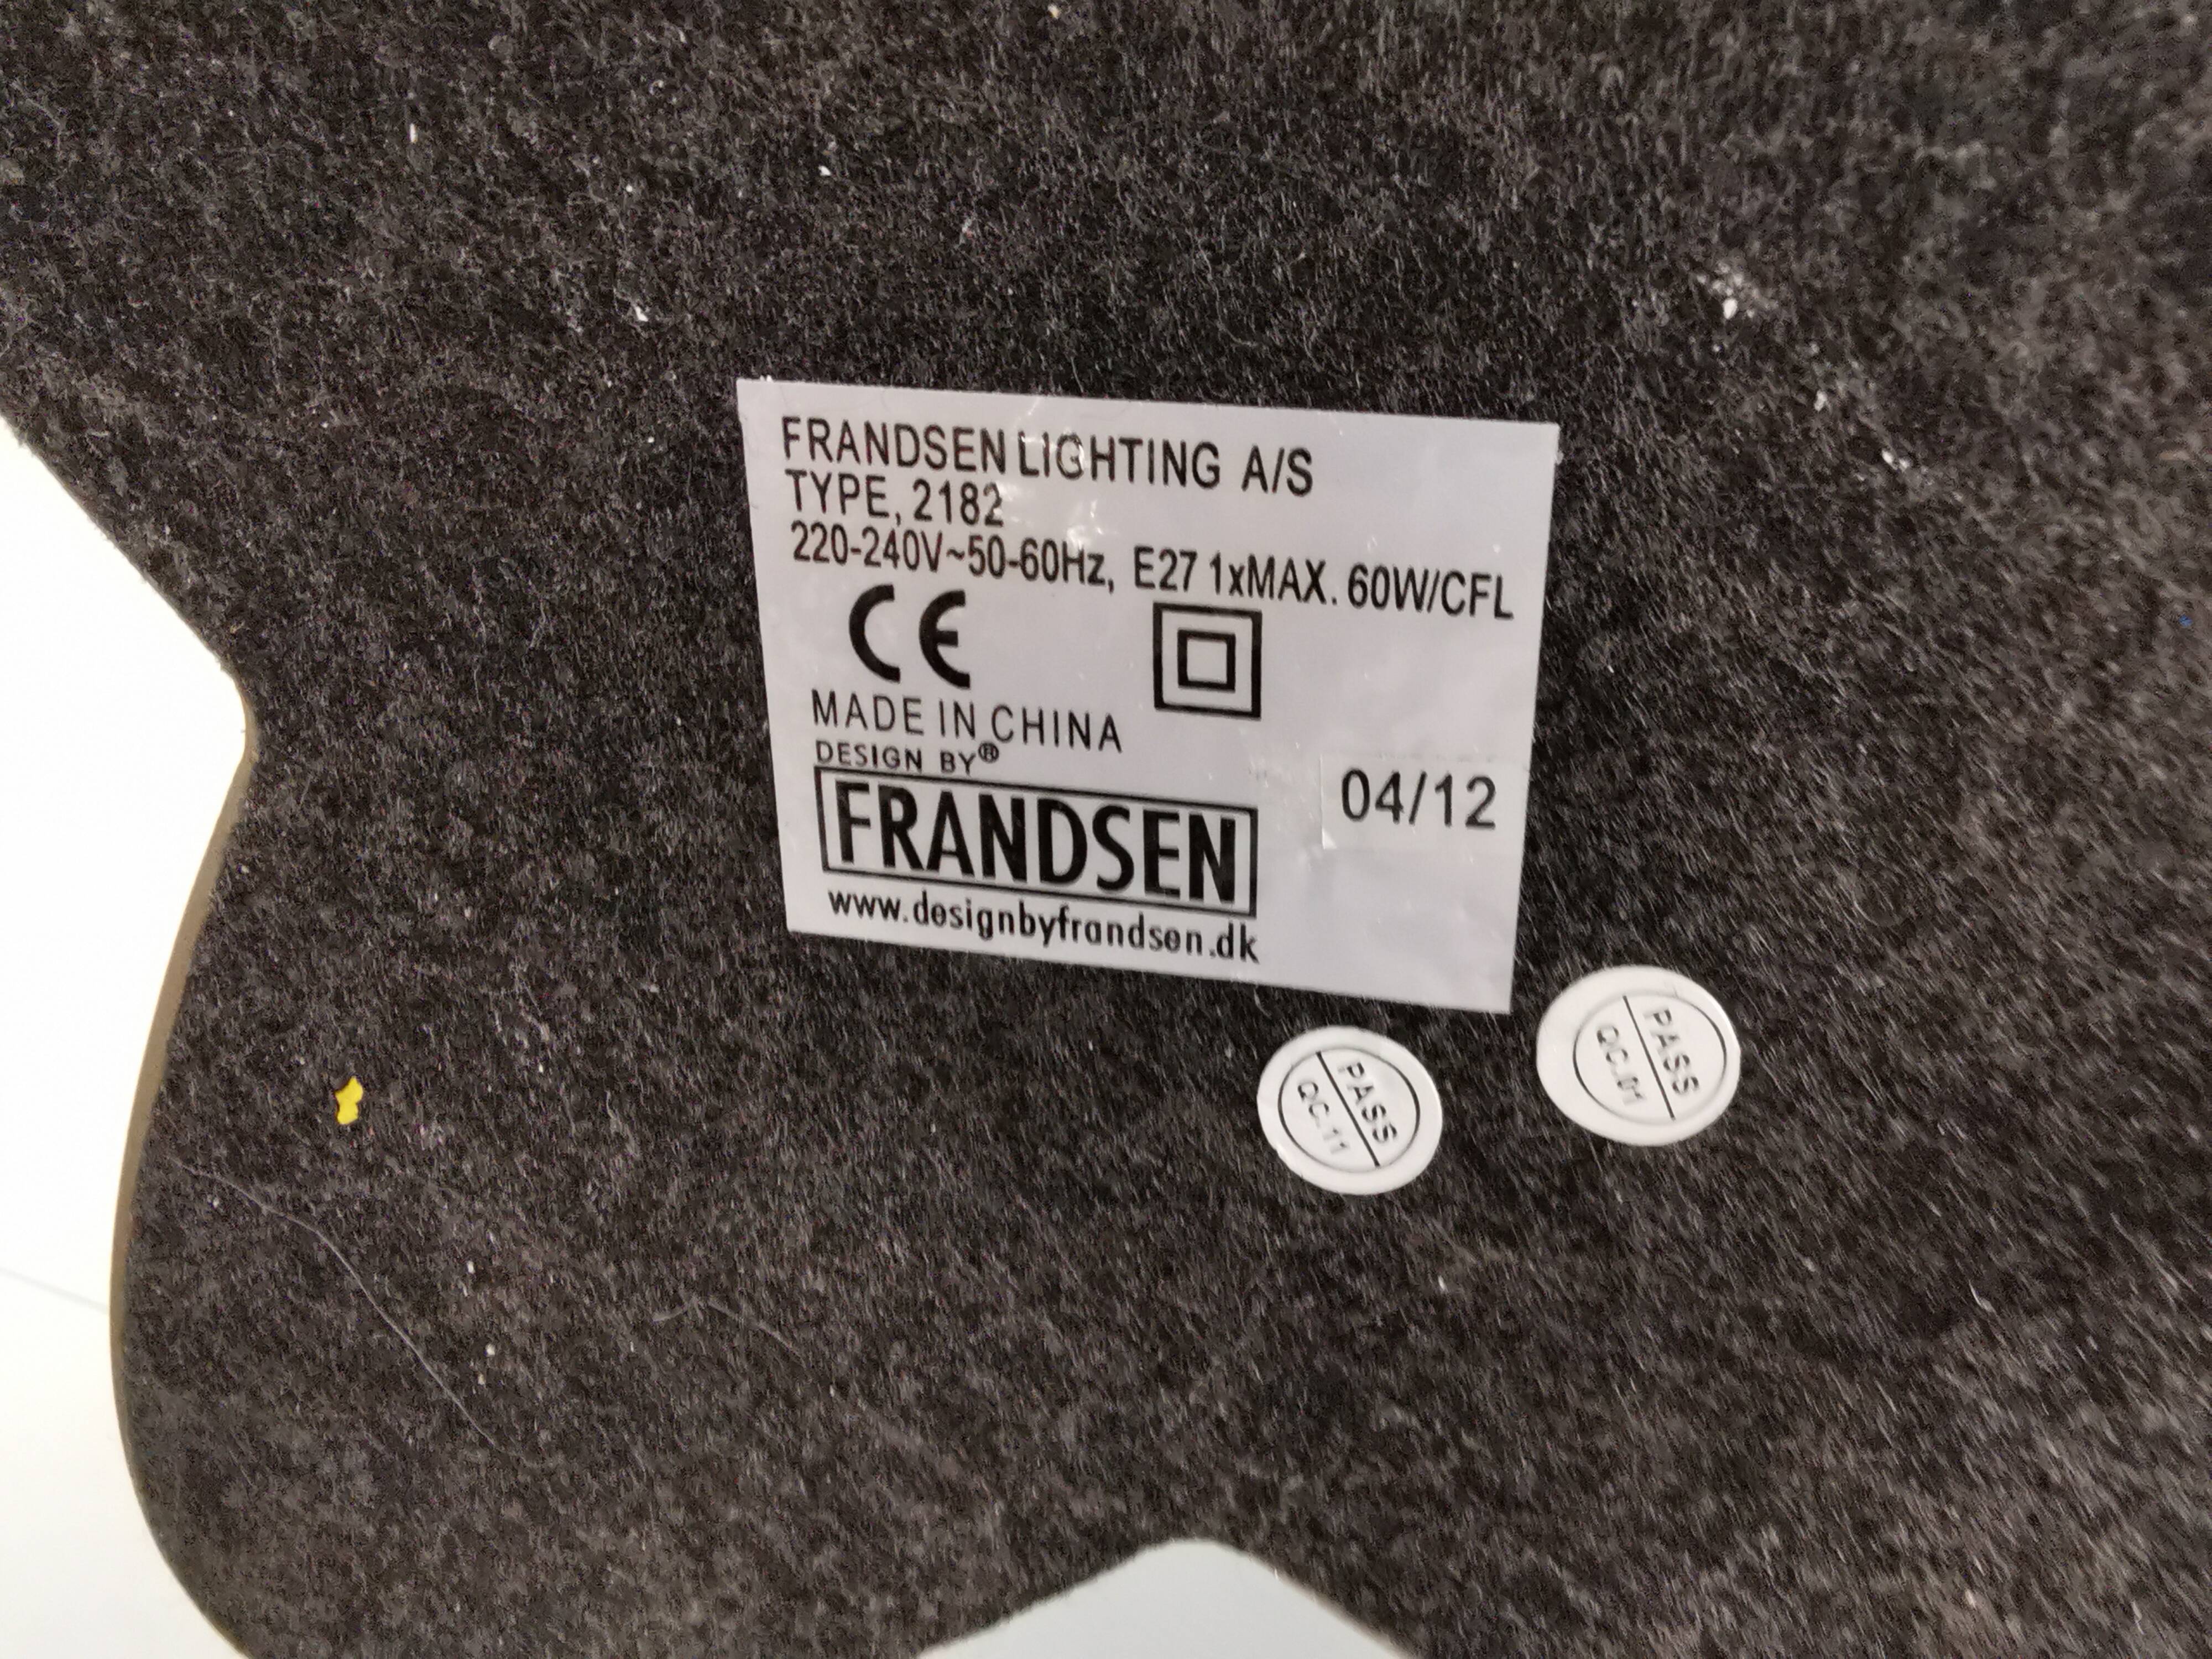 FRANDSEN LIGHTING A/S
TYPE, 2182
220-240V~50-60Hz, E27 1xMAX. 60W/CFL
CE
MADE IN CHINA
DESIGN BY®
FRANDSEN
04/12
www.designbyfrandsen.dk
PASS
QC.11
PASS
QC.01